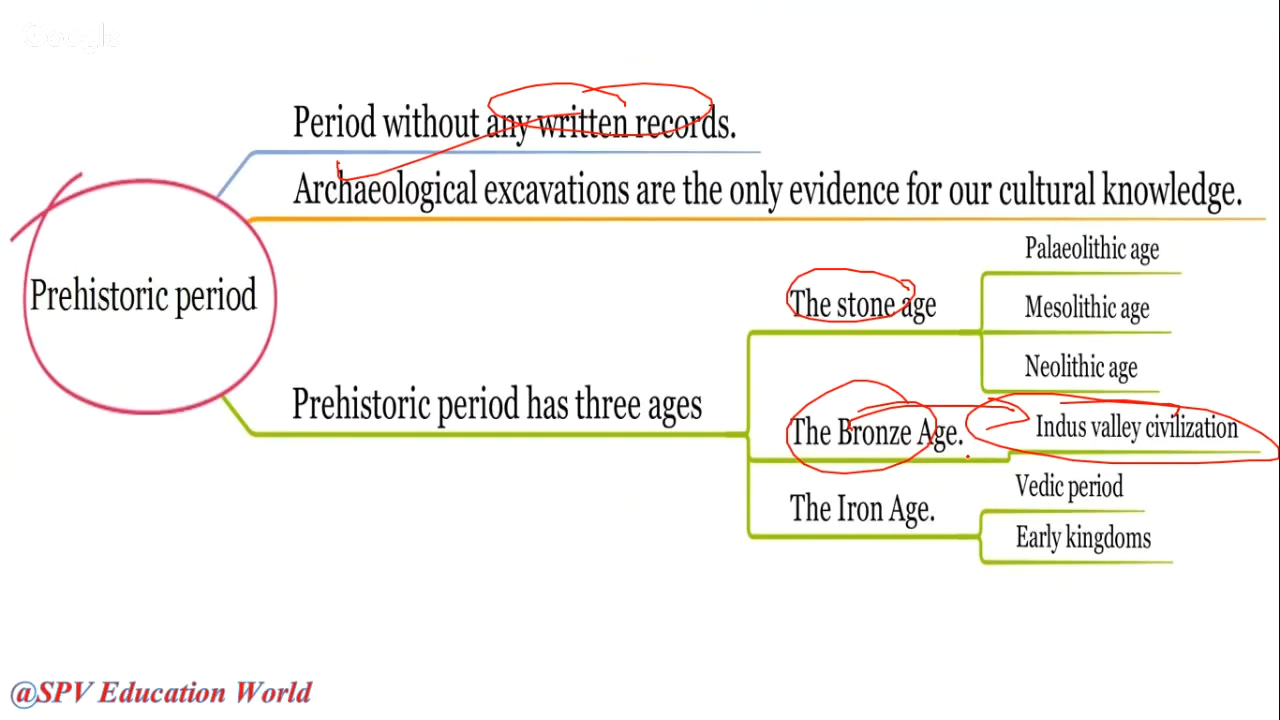 Google
Period without any written records.
Archaeological excavations are the only evidence for our cultural knowledge.
Prehistoric period
Prehistoric period has three ages
The stone age
Palaeolithic age
Mesolithic age
Neolithic age
The Bronze Age.
Indus valley civilization
The Iron Age.
Vedic period
Early kingdoms
@SPV Education World